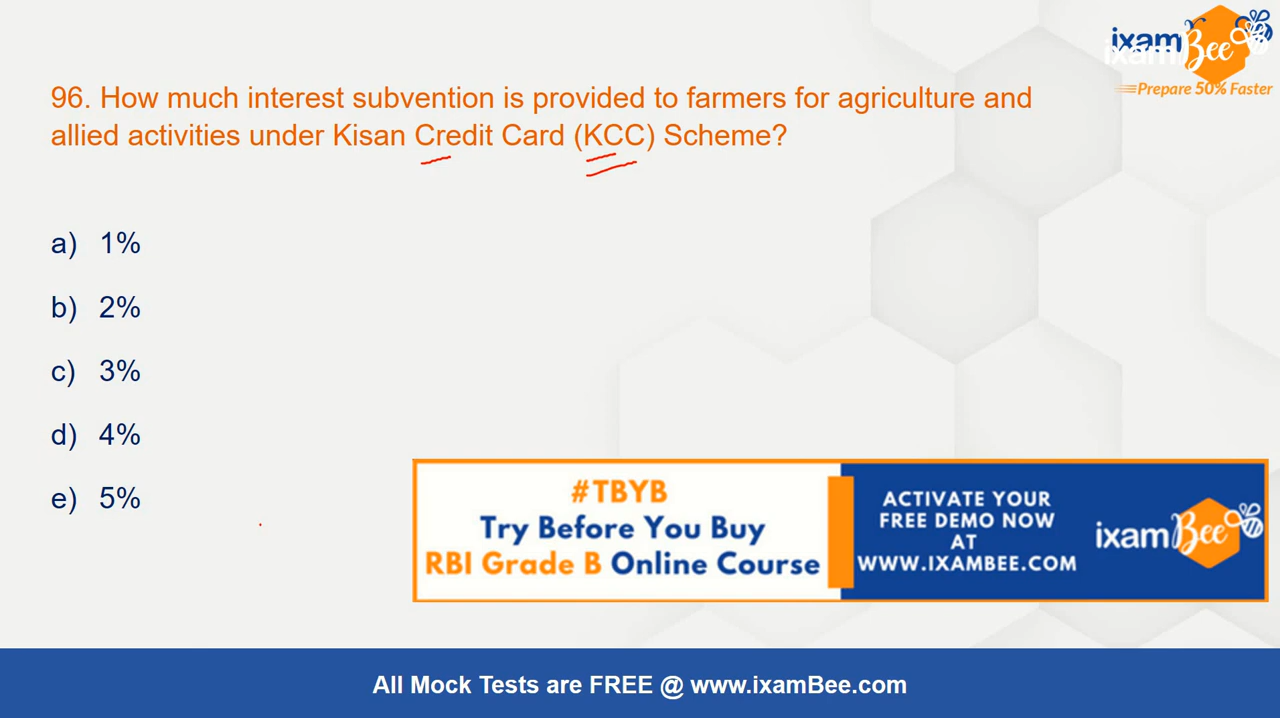 ixamBee
Prepare 50% Faster
96. How much interest subvention is provided to farmers for agriculture and
allied activities under Kisan Credit Card (KCC) Scheme?
a) 1%
b) 2%
c) 3%
d) 4%
e) 5%
#TBYB
Try Before You Buy
RBI Grade B Online Course
ACTIVATE YOUR
FREE DEMO NOW
AT
WWW.IXAMBEE.COM
ixamBee
All Mock Tests are FREE @ www.ixamBee.com